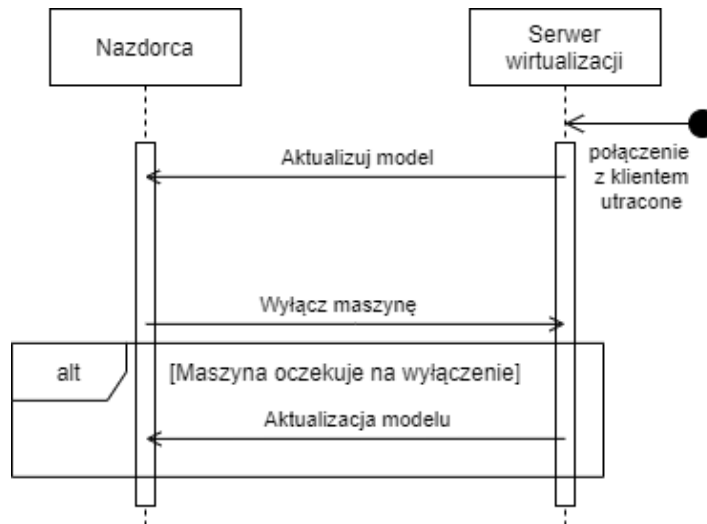 Nazdorca
Serwer
wirtualizacji
połączenie
z klientem
utracone
Aktualizuj model
Wyłącz maszynę
alt
[Maszyna oczekuje na wyłączenie]
Aktualizacja modelu